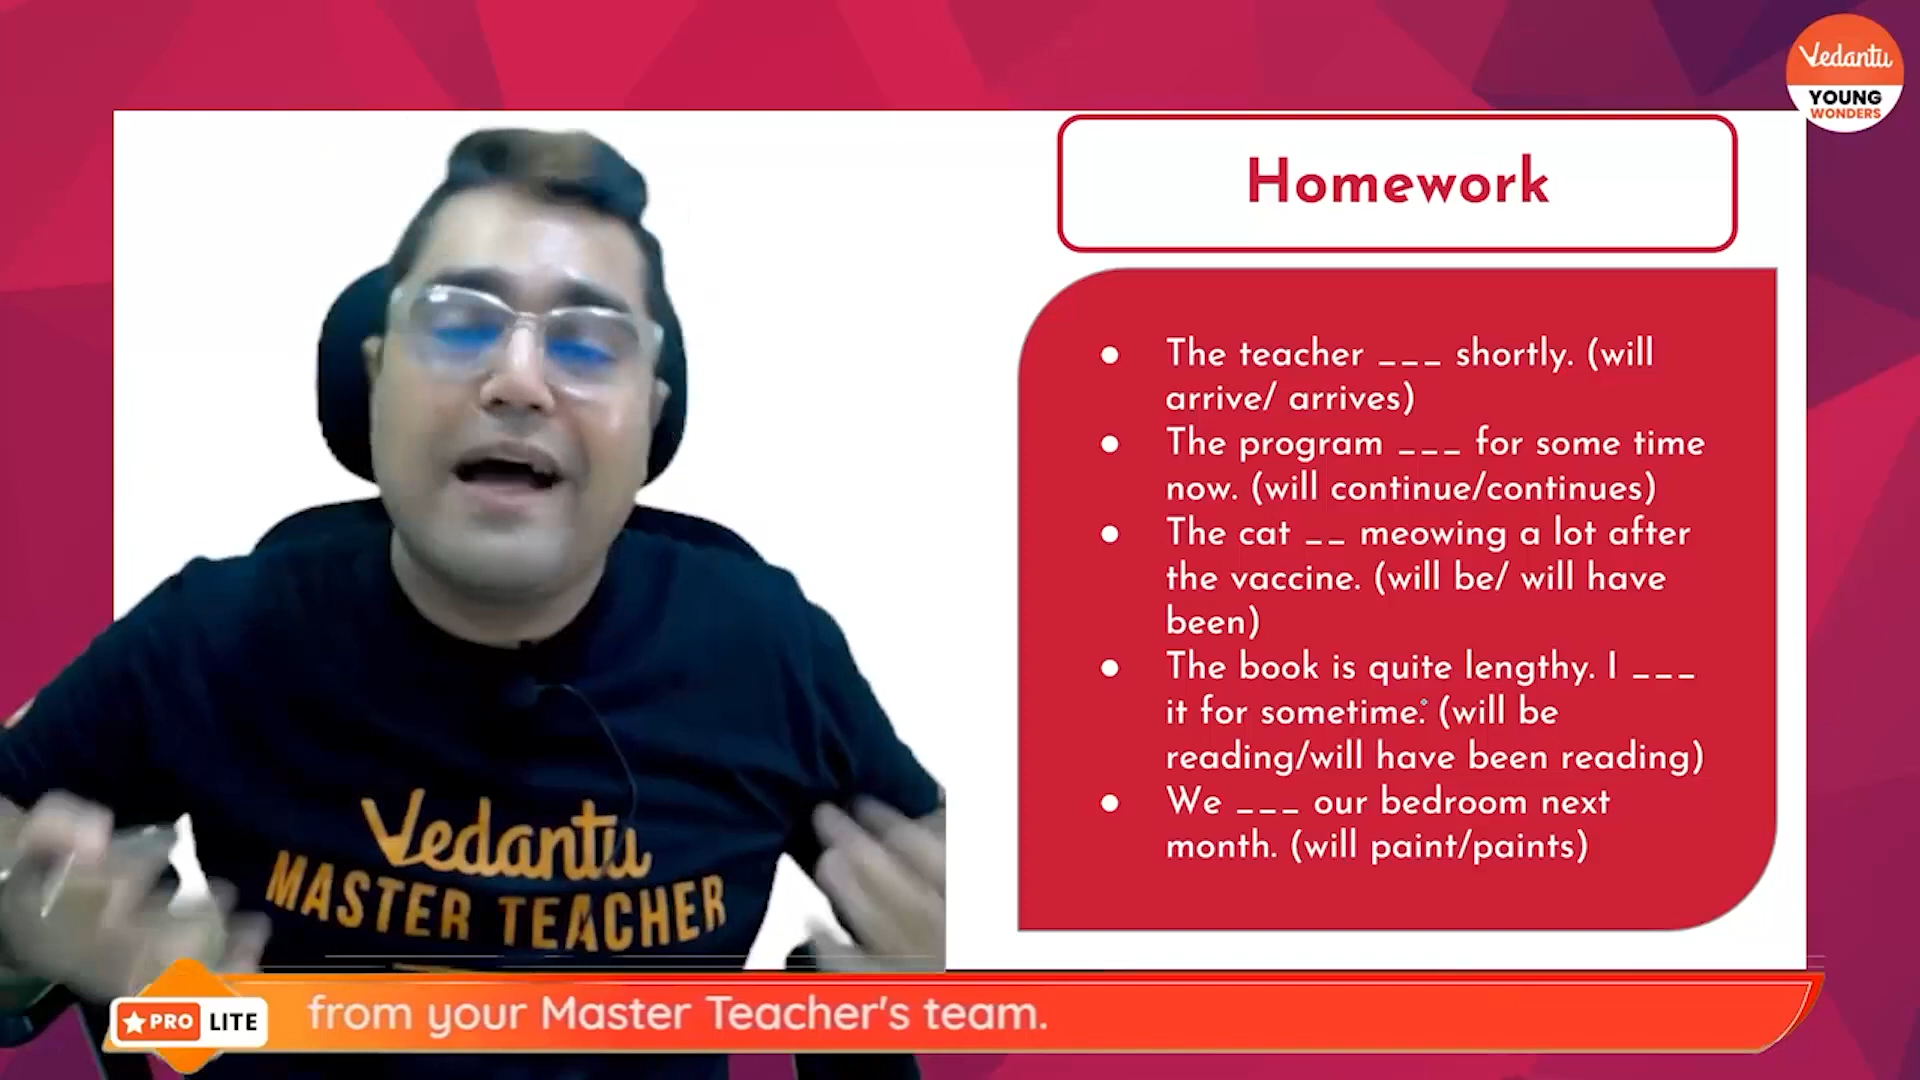 Vedantu
YOUNG
WONDERS
Homework
● The teacher ___ shortly. (will
arrive/ arrives)
● The program ___ for some time
now. (will continue/continues)
● The cat __ meowing a lot after
the vaccine. (will be/ will have
been)
● The book is quite lengthy. I ___
it for sometime. (will be
reading/will have been reading)
● We ___ our bedroom next
month. (will paint/paints)
Vedantu
MASTER TEACHER
PRO LITE
from your Master Teacher's team.